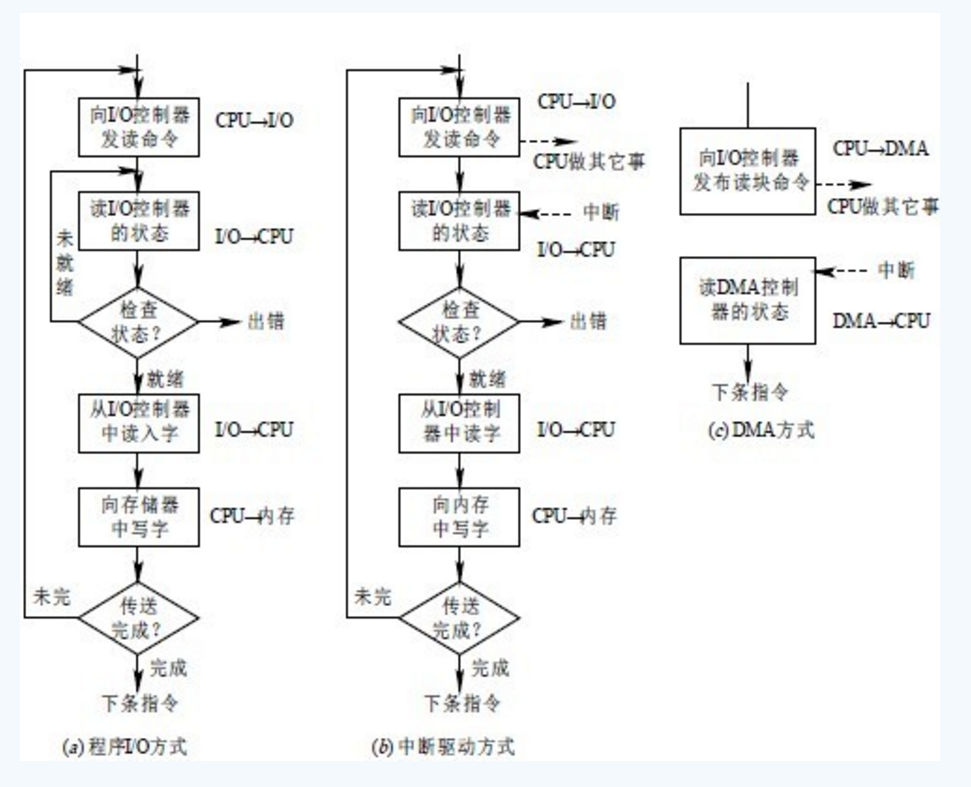 向I/O控制器
发读命令
CPU→I/O
读I/O控制器
的状态
I/O→CPU
未
就
绪
检查
状态?
出错
就绪
从I/O控制器
中读入字
I/O→CPU
向存储器
中写字
CPU→内存
未完
传送
完成?
完成
下条指令
(a)程序I/O方式
向I/O控制器
发读命令
CPU→I/O
CPU做其它事
读I/O控制器
的状态
中断
I/O→CPU
检查
状态?
出错
就绪
从I/O控制
器中读字
I/O→CPU
向内存
中写字
CPU→内存
未完
传送
完成?
完成
下条指令
(b)中断驱动方式
向I/O控制器
发布读块命令
CPU→DMA
CPU做其它事
读DMA控制
器的状态
中断
DMA→CPU
下条指令
(c)DMA方式